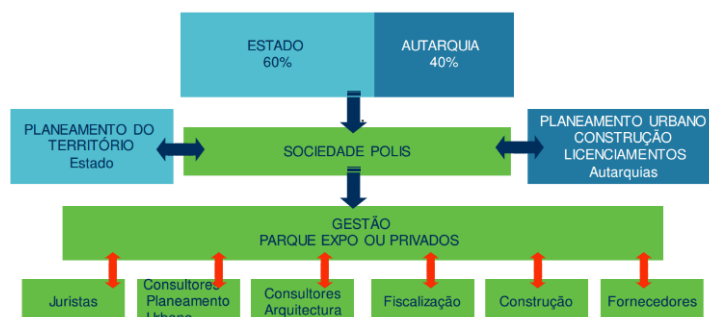 ESTADO
60%
AUTARQUIA
40%
PLANEAMENTO DO
TERRITÓRIO
Estado
SOCIEDADE POLIS
PLANEAMENTO URBANO
CONSTRUÇÃO
LICENCIAMENTOS
Autarquias
GESTÃO
PARQUE EXPO OU PRIVADOS
Juristas
Consultores
Planeamento
Urbano
Consultores
Arquitectura
Fiscalização
Construção
Fornecedores